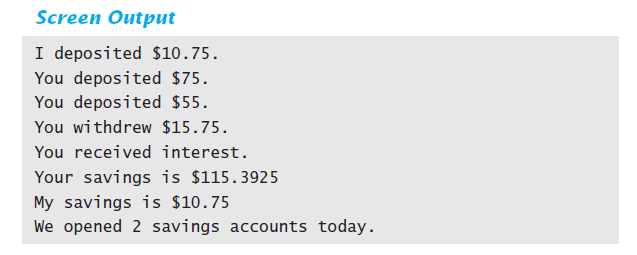 Screen Output
I deposited $10.75.
You deposited $75.
You deposited $55.
You withdrew $15.75.
You received interest.
Your savings is $115.3925
My savings is $10.75
We opened 2 savings accounts today.